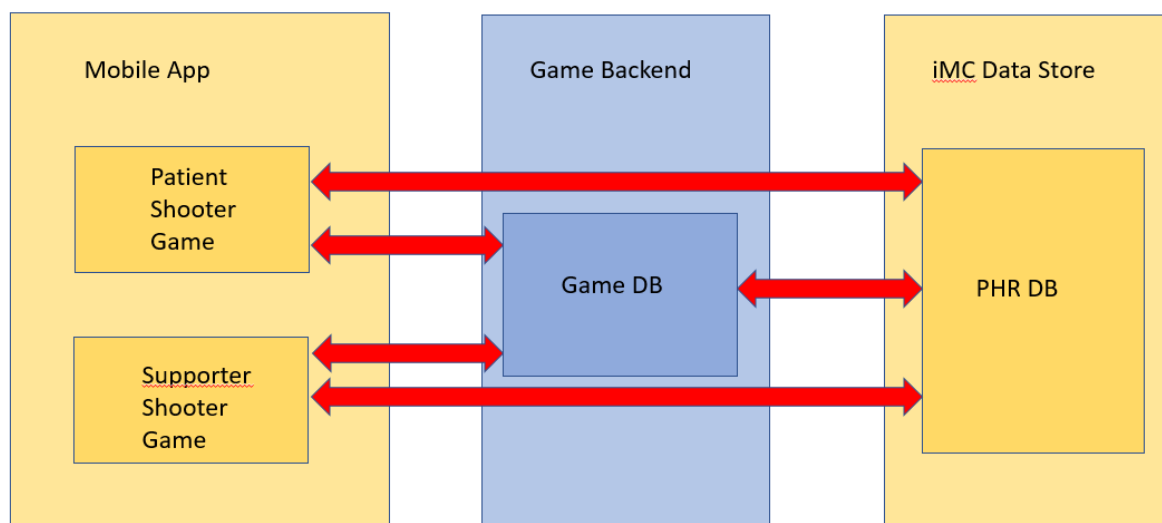 Mobile App
Game Backend
iMC Data Store
Patient
Shooter
Game
Game DB
PHR DB
Supporter
Shooter
Game